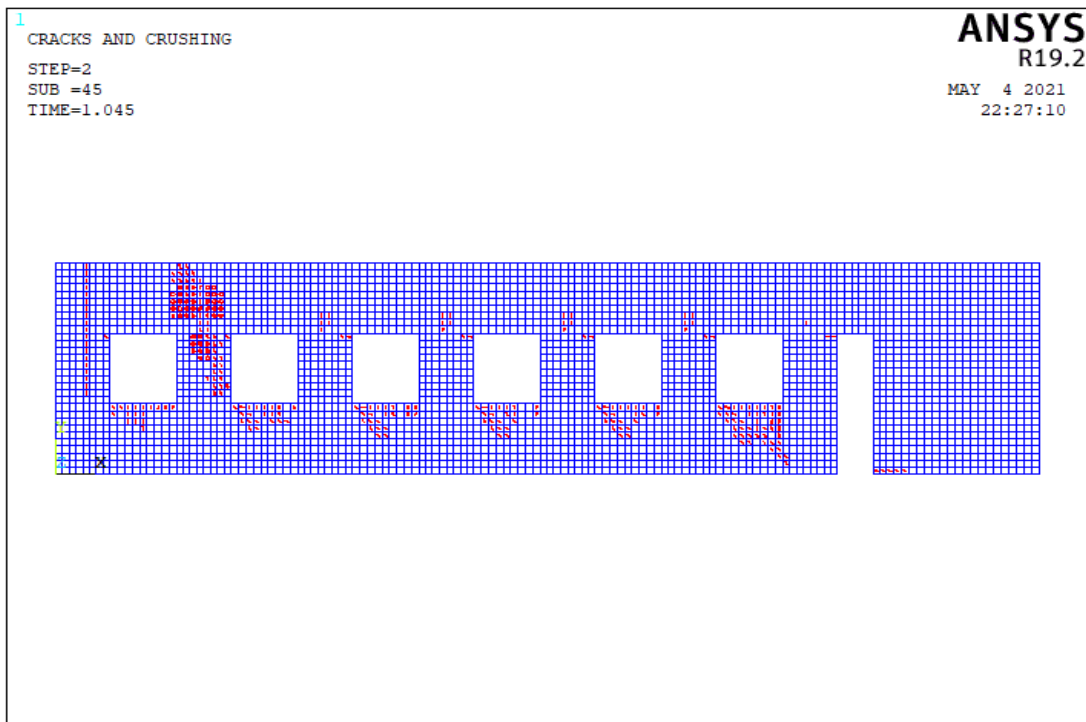 1
CRACKS AND CRUSHING
STEP=2
SUB =45
TIME=1.045
ANSYS
R19.2
MAY 4 2021
22:27:10
Y
Z X